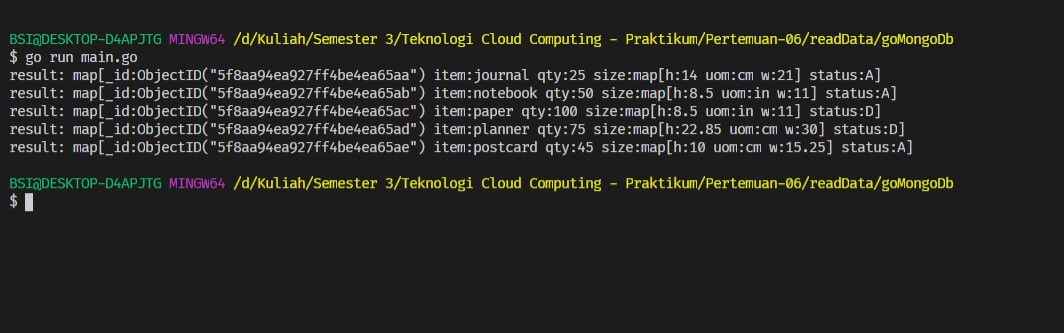 BSI@DESKTOP-D4APJTG MINGW64 /d/Kuliah/Semester 3/Teknologi Cloud Computing - Praktikum/Pertemuan-06/readData/goMongoDb
$ go run main.go
result: map[_id:ObjectID("5f8aa94ea927ff4be4ea65aa") item:journal qty:25 size:map[h:14 uom:cm w:21] status:A]
result: map[_id:ObjectID("5f8aa94ea927ff4be4ea65ab") item:notebook qty:50 size:map[h:8.5 uom:in w:11] status:A]
result: map[_id:ObjectID("5f8aa94ea927ff4be4ea65ac") item:paper qty:100 size:map[h:8.5 uom:in w:11] status:D]
result: map[_id:ObjectID("5f8aa94ea927ff4be4ea65ad") item:planner qty:75 size:map[h:22.85 uom:cm w:30] status:D]
result: map[_id:ObjectID("5f8aa94ea927ff4be4ea65ae") item:postcard qty:45 size:map[h:10 uom:cm w:15.25] status:A]
BSI@DESKTOP-D4APJTG MINGW64 /d/Kuliah/Semester 3/Teknologi Cloud Computing - Praktikum/Pertemuan-06/readData/goMongoDb
$